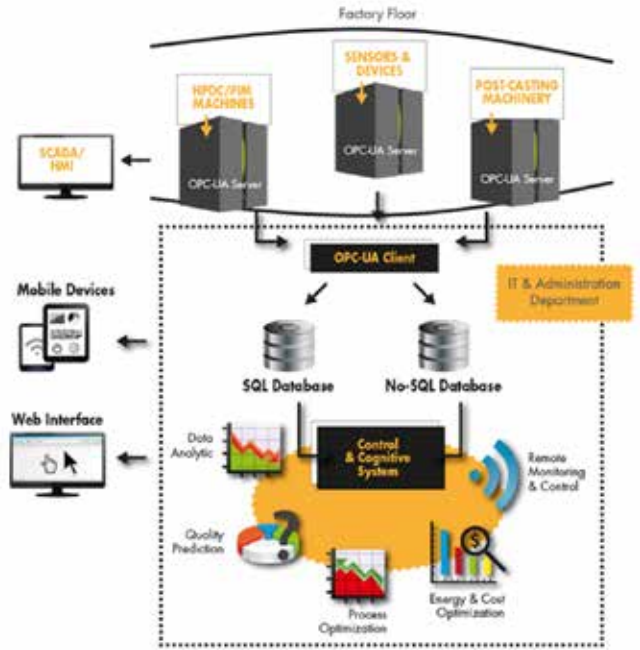 Factory Floor
SENSORS &
DEVICES
HPDC/PIM
MACHINES
POST-CASTING
MACHINERY
SCADA/
HMI
OPC-UA Server
OPC-UA Server
OPC-UA Server
OPC-UA Client
IT & Administration
Department
Mobile Devices
SQL Database
No-SQL Database
Web Interface
Data
Analytic
Control
& Cognitive
System
Remote
Monitoring
& Control
Quality
Prediction
$
Process
Optimization
Energy & Cost
Optimization